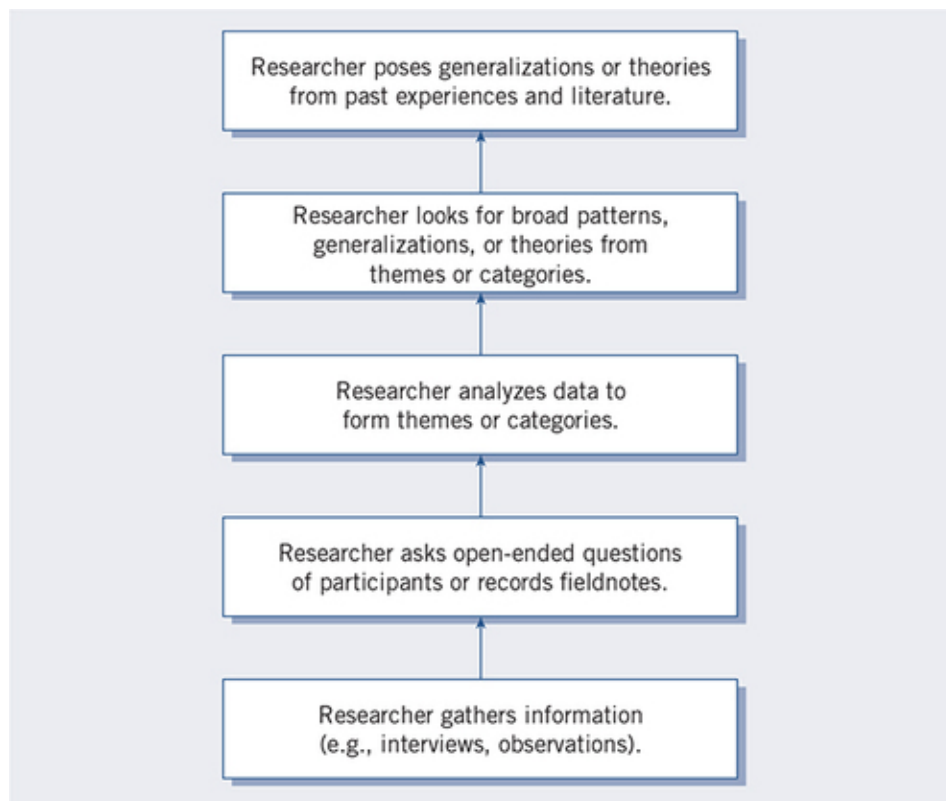 Researcher poses generalizations or theories
from past experiences and literature.
Researcher looks for broad patterns,
generalizations, or theories from
themes or categories.
Researcher analyzes data to
form themes or categories.
Researcher asks open-ended questions
of participants or records fieldnotes.
Researcher gathers information
(e.g., interviews, observations).